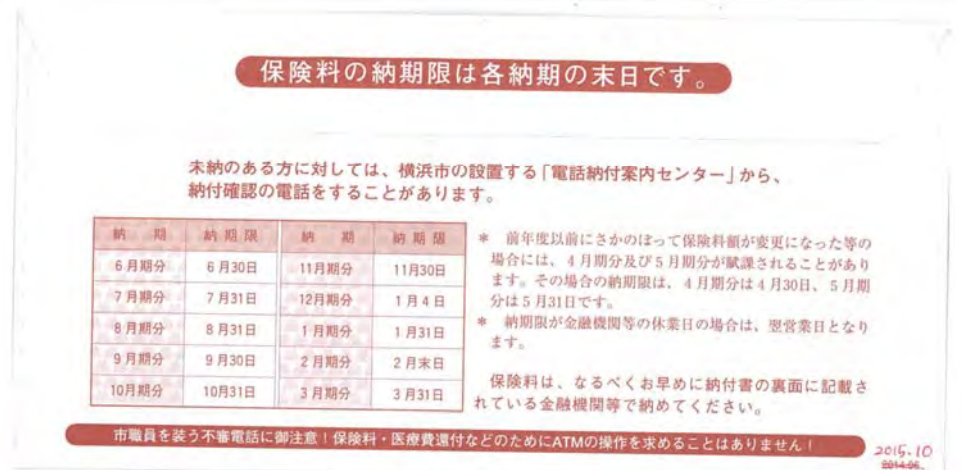 保険料の納期限は各納期の末日です。
未納のある方に対しては、横浜市の設置する「電話納付案内センター」から、
納付確認の電話をすることがあります。
納 期 納期限 納 期 納期限
6月期分 6月30日 11月期分 11月30日
7月期分 7月31日 12月期分 1月4日
8月期分 8月31日 1月期分 1月31日
9月期分 9月30日 2月期分 2月末日
10月期分 10月31日 3月期分 3月31日
* 前年度以前にさかのぼって保険料額が変更になった等の
場合には、4月期分及び5月期分が賦課されることがあり
ます。その場合の納期限は、4月期分は4月30日、5月期
分は5月31日です。
* 納期限が金融機関等の休業日の場合は、翌営業日となり
ます。
保険料は、なるべくお早めに納付書の裏面に記載さ
れている金融機関等で納めてください。
市職員を装う不審電話に御注意！保険料・医療費還付などのためにATMの操作を求めることはありません！
2015.10
2014.06